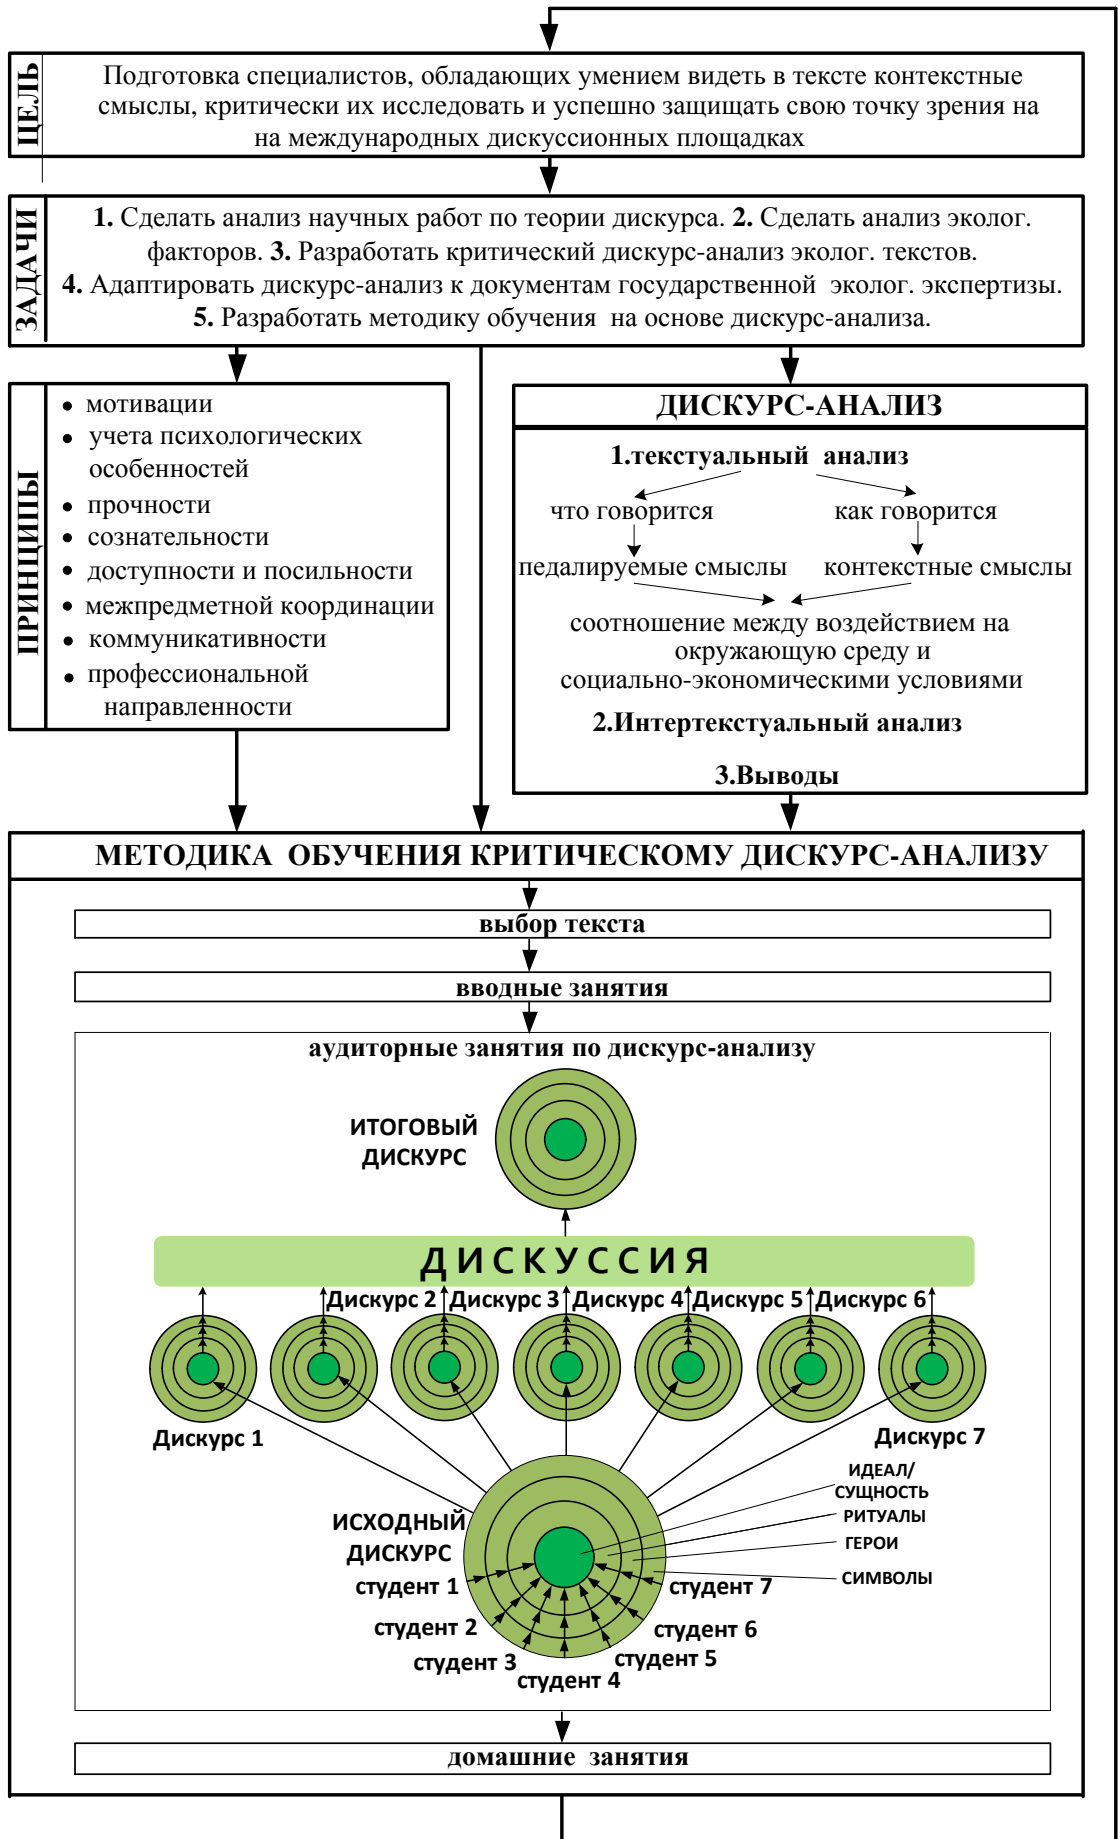 ЦЕЛЬ
Подготовка специалистов, обладающих умением видеть в тексте контекстные
смыслы, критически их исследовать и успешно защищать свою точку зрения на
на международных дискуссионных площадках
ЗАДАЧИ
1. Сделать анализ научных работ по теории дискурса. 2. Сделать анализ эколог.
факторов. 3. Разработать критический дискурс-анализ эколог. текстов.
4. Адаптировать дискурс-анализ к документам государственной эколог. экспертизы.
5. Разработать методику обучения на основе дискурс-анализа.
ПРИНЦИПЫ
• мотивации
• учета психологических
особенностей
• прочности
• сознательности
• доступности и посильности
• межпредметной координации
• коммуникативности
• профессиональной
направленности
ДИСКУРС-АНАЛИЗ
1.текстуальный анализ
что говорится
как говорится
педалируемые смыслы
контекстные смыслы
соотношение между воздействием на
окружающую среду и
социально-экономическими условиями
2.Интертекстуальный анализ
3.Выводы
МЕТОДИКА ОБУЧЕНИЯ КРИТИЧЕСКОМУ ДИСКУРС-АНАЛИЗУ
выбор текста
вводные занятия
аудиторные занятия по дискурс-анализу
ИТОГОВЫЙ
ДИСКУРС
ДИСКУССИЯ
Дискурс 2
Дискурс 3
Дискурс 4
Дискурс 5
Дискурс 6
Дискурс 1
Дискурс 7
ИДЕАЛ/
СУЩНОСТЬ
РИТУАЛЫ
ГЕРОИ
СИМВОЛЫ
ИСХОДНЫЙ
ДИСКУРС
студент 1
студент 2
студент 3
студент 4
студент 5
студент 6
студент 7
домашние занятия